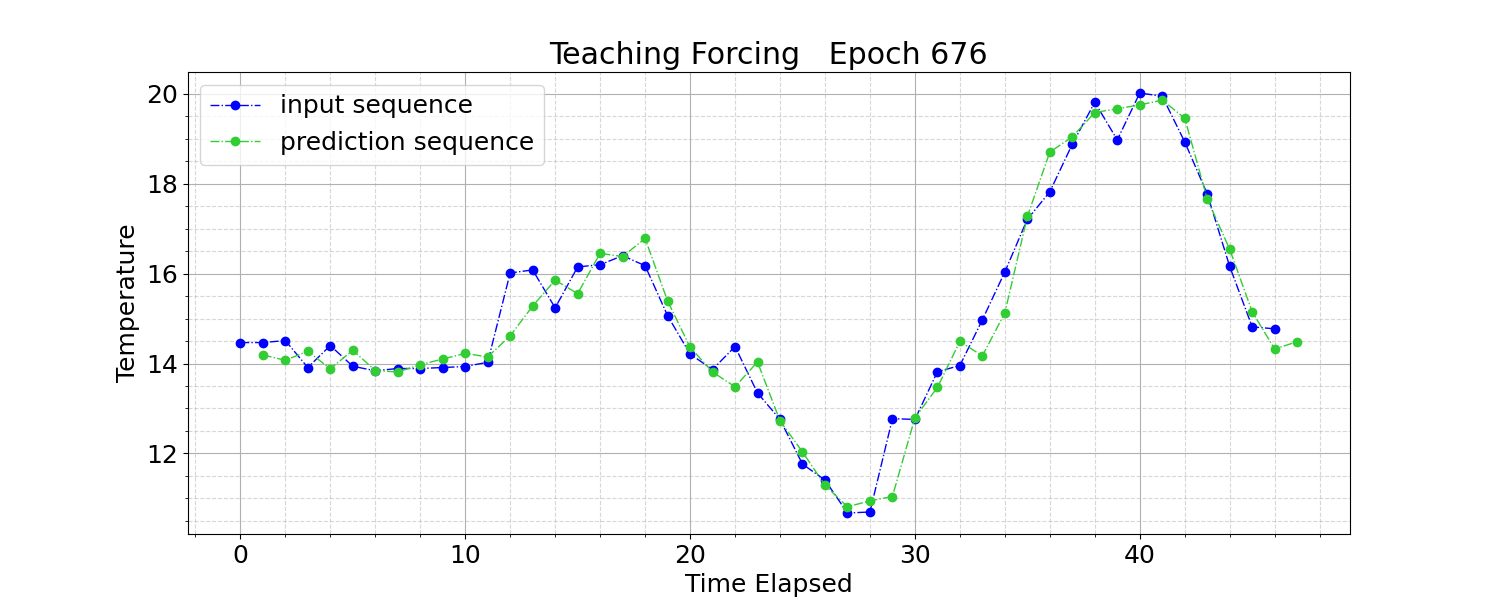 Teaching Forcing   Epoch 676
input sequence
prediction sequence
20
18
16
14
12
Temperature
0 10 20 30 40
Time Elapsed